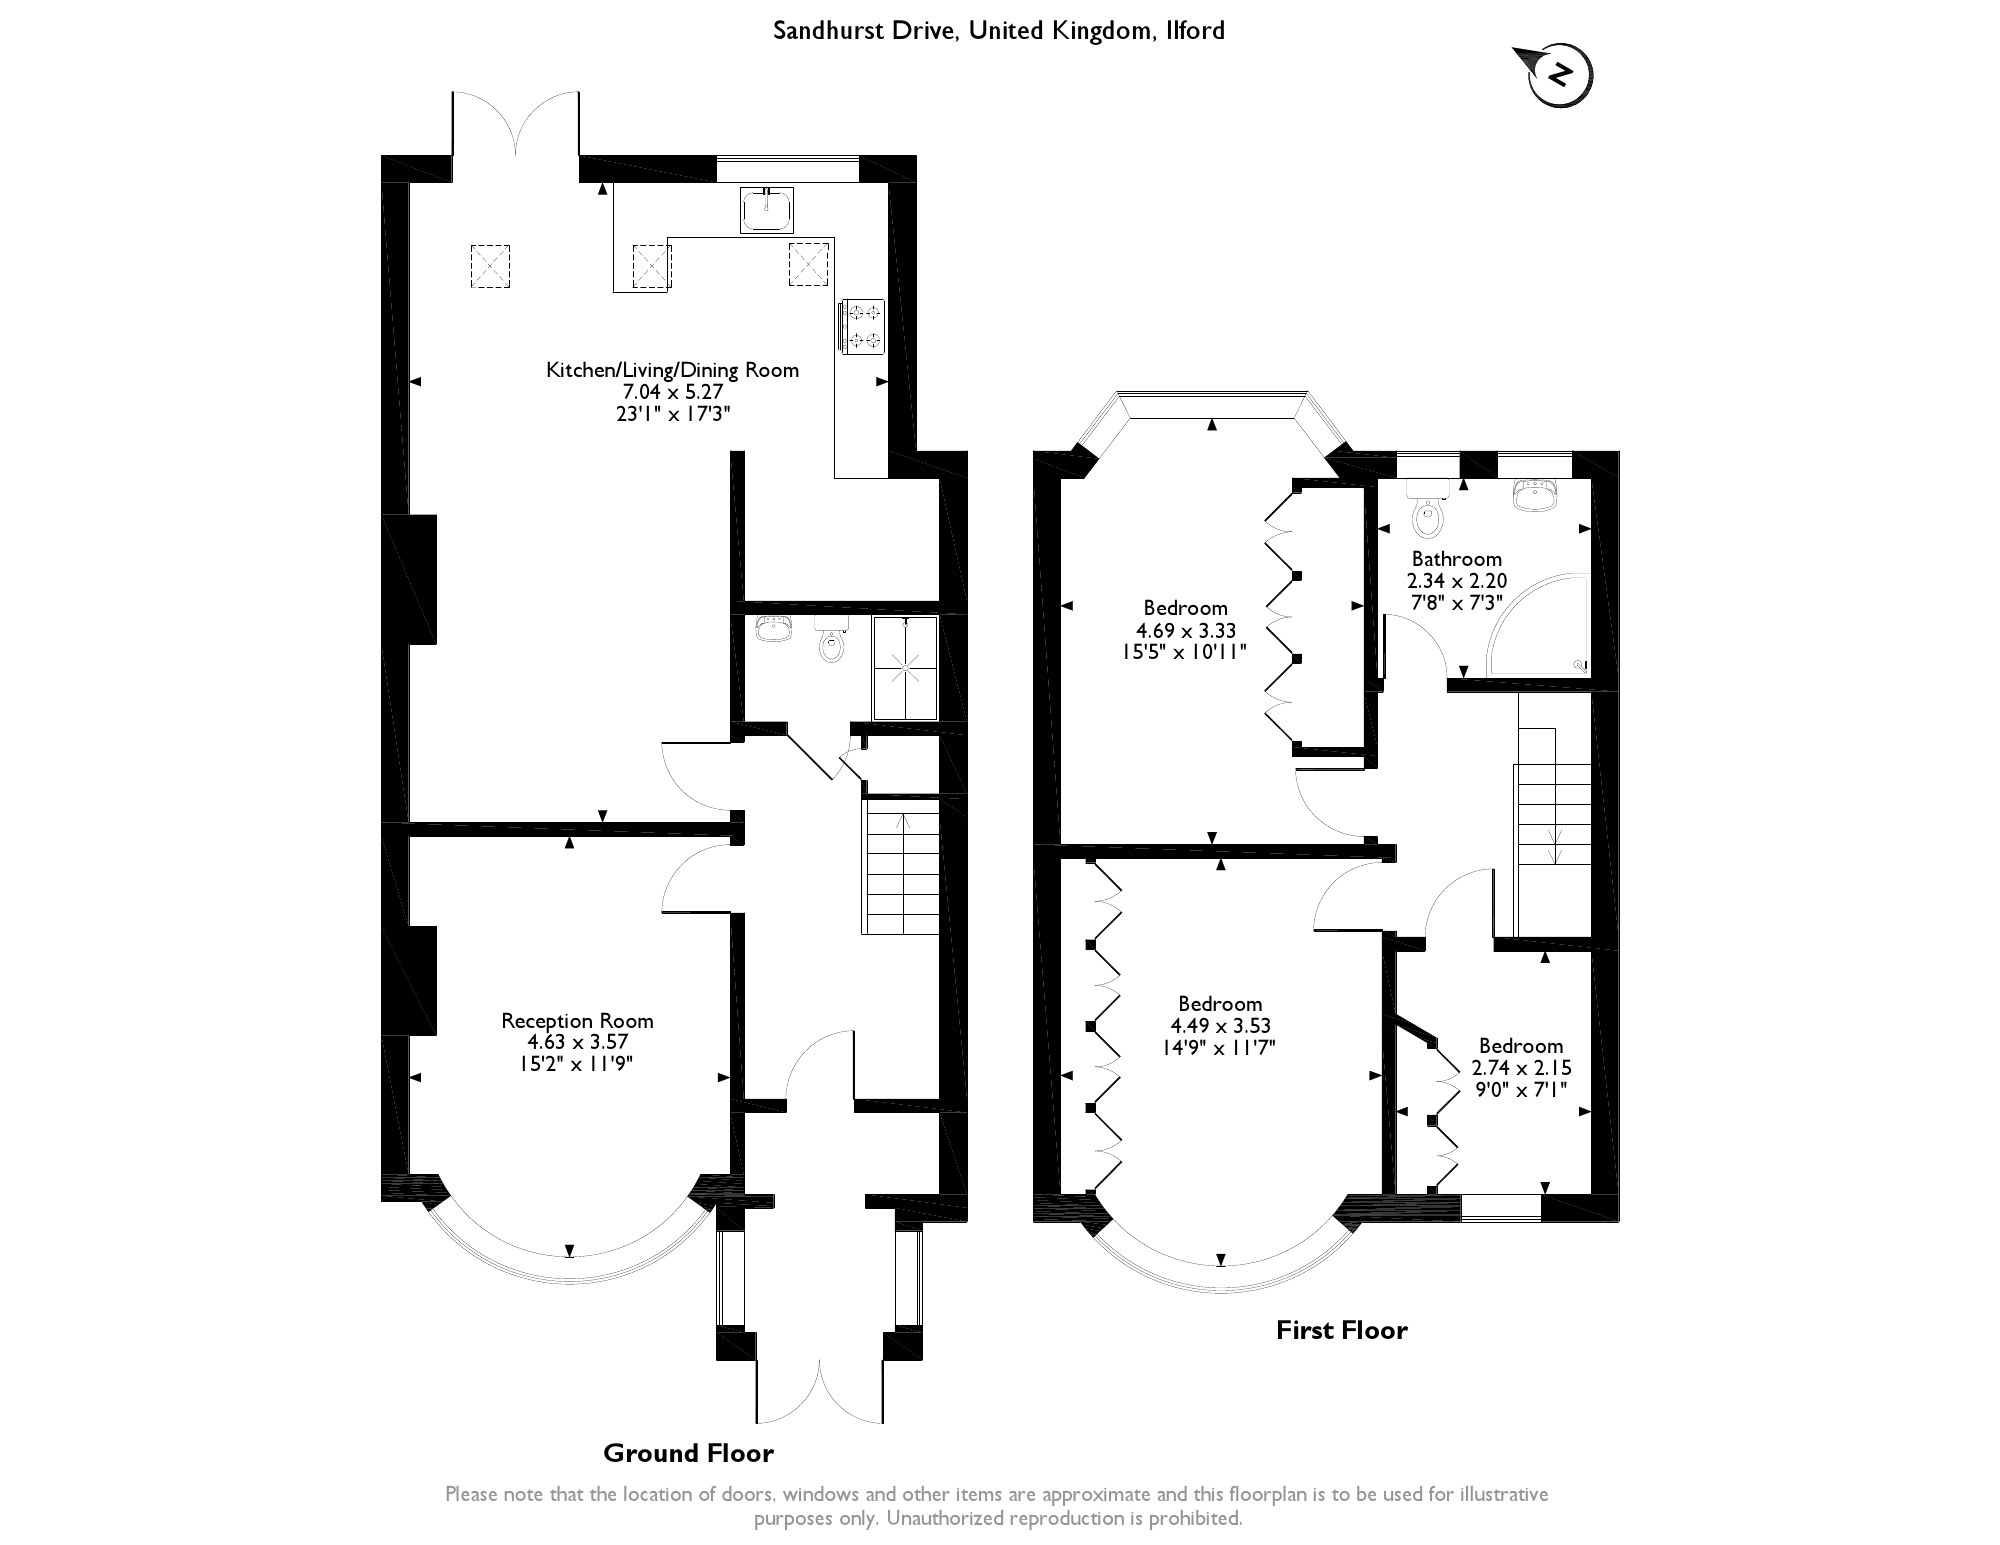 Sandhurst Drive, United Kingdom, Ilford
N
Kitchen/Living/Dining Room
7.04 x 5.27
23'1" x 17'3"
Bathroom
2.34 x 2.20
7'8" x 7'3"
Bedroom
4.69 x 3.33
15'5" x 10'11"
Reception Room
4.63 x 3.57
15'2" x 11'9"
Bedroom
4.49 x 3.53
14'9" x 11'7"
Bedroom
2.74 x 2.15
9'0" x 7'1"
First Floor
Ground Floor
Please note that the location of doors, windows and other items are approximate and this floorplan is to be used for illustrative
purposes only. Unauthorized reproduction is prohibited.